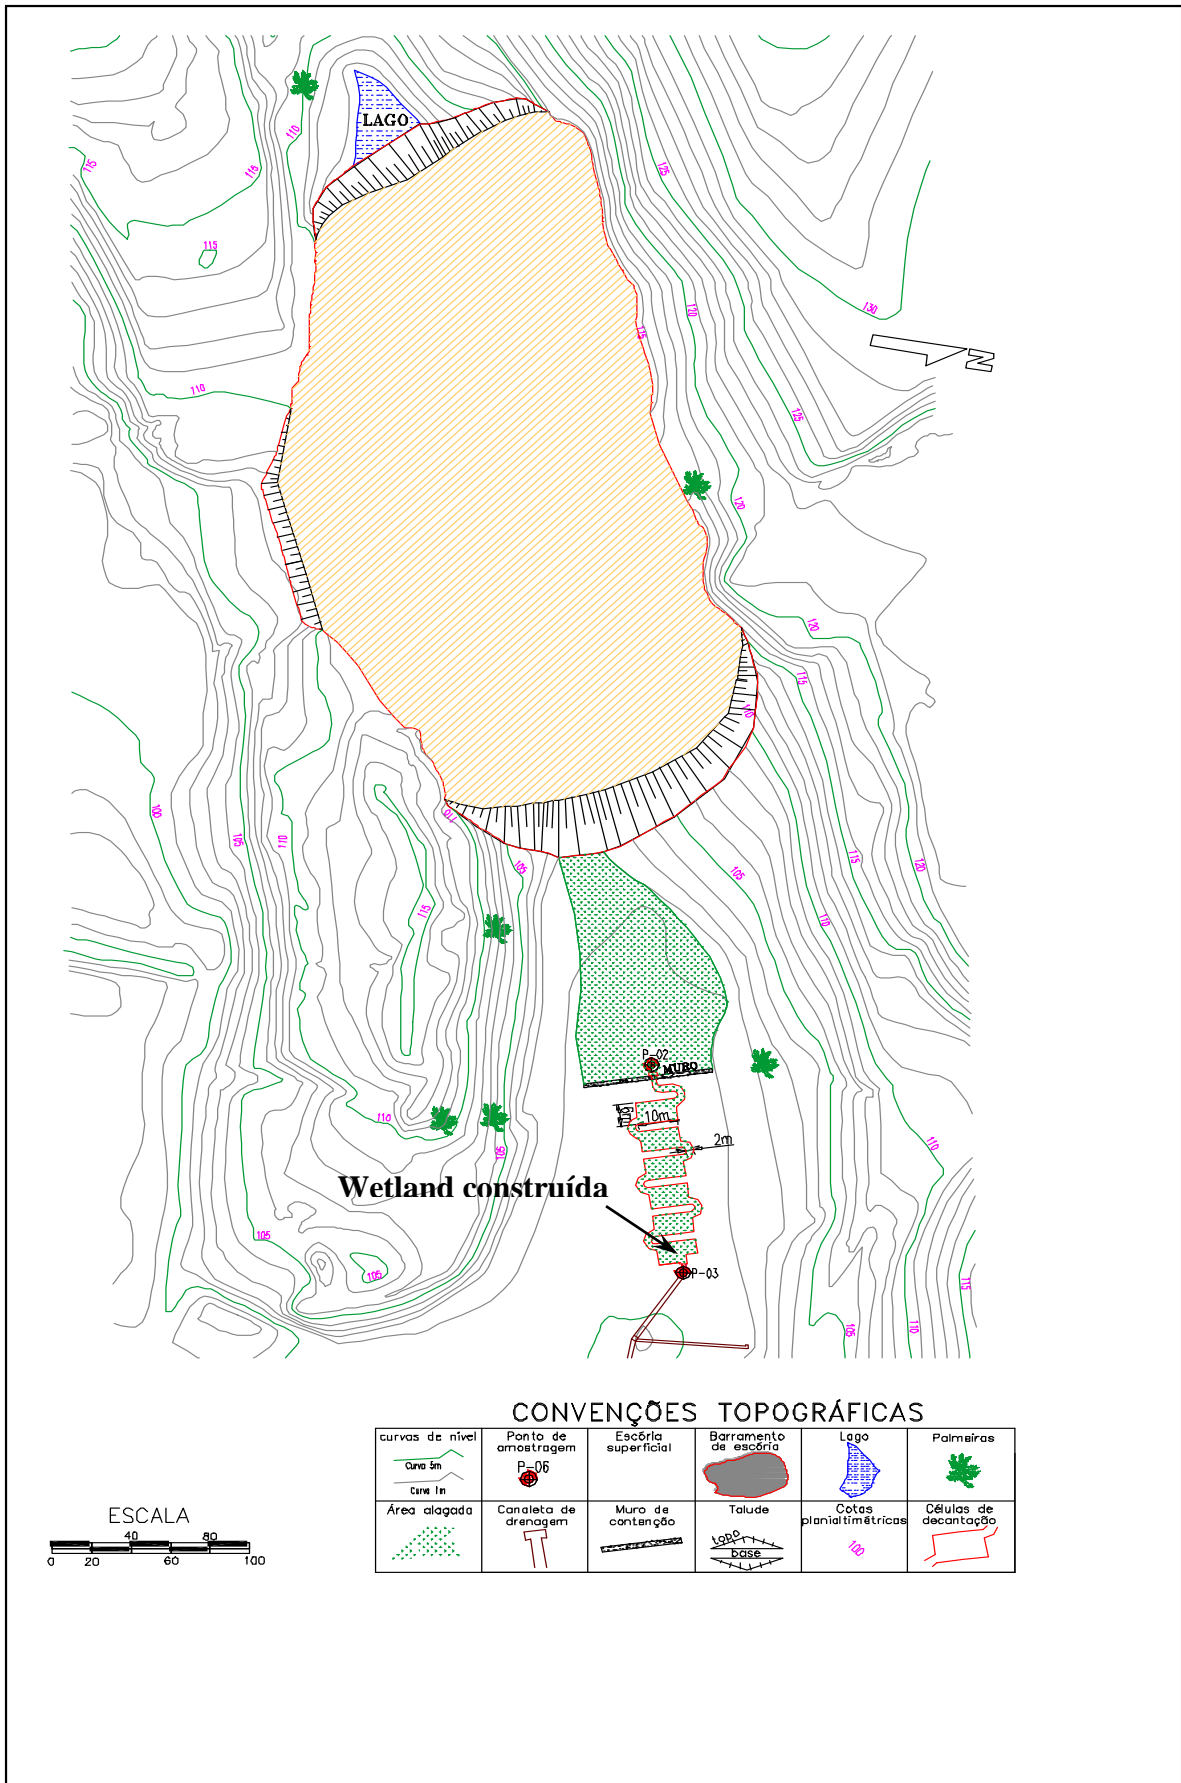 LAGO
110
115
115
115
125
130
120
115
N
110
125
120
120
115
110
110
100
105
110
105
115
105
115
120
110
P-02
MURO
6m
10m
2m
110
110
105
Wetland construída
105
105
P-03
115
105
110
CONVENÇÕES TOPOGRÁFICAS
curvas de nível
Curva 5m
Curva 1m
Ponto de
amostragem
P-06
Escória
superficial
Barramento
de escória
Lago
Palmeiras
Área alagada
Canaleta de
drenagem
Muro de
contenção
Talude
topo
base
Cotas
planialtimétricas
100
Células de
decantação
ESCALA
40 80
0 20 60 100